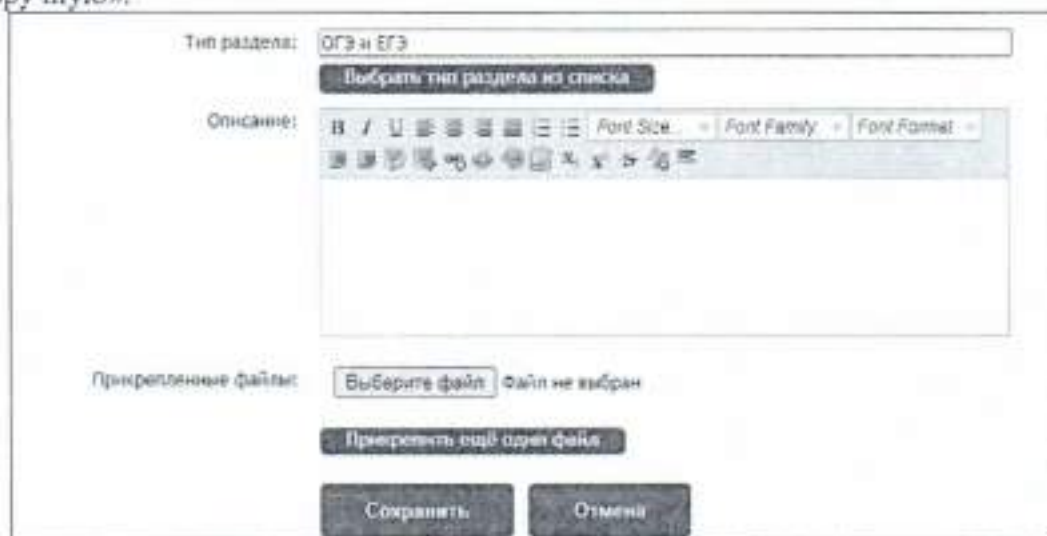 Тип раздела: ОГЭ и ЕГЭ
Выбрать тип раздела из списка
Описание: B I U Font Size... Font Family Font Format
Прикрепленные файлы: Выберите файл Файл не выбран
Прикрепить ещё один файл
Сохранить Отмена